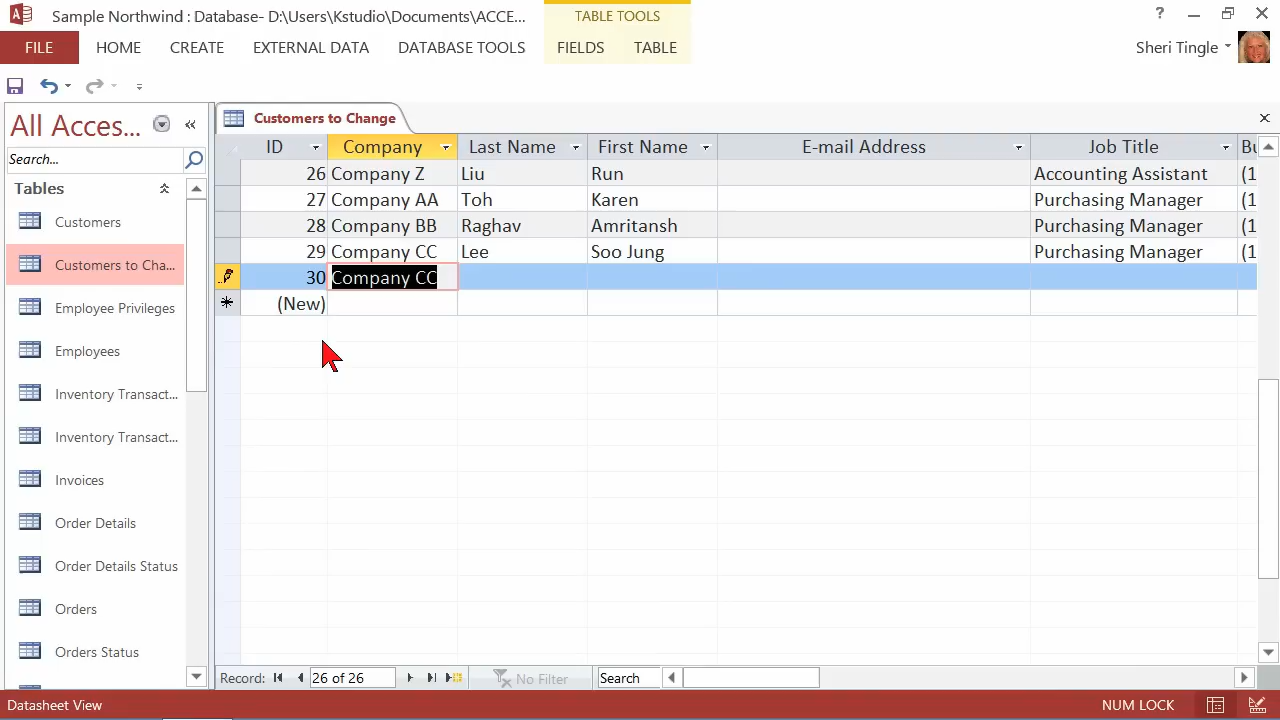 Sample Northwind : Database- D:\Users\Kstudio\Documents\ACCE...
TABLE TOOLS
?
FILE
HOME
CREATE
EXTERNAL DATA
DATABASE TOOLS
FIELDS
TABLE
Sheri Tingle
All Acces...
Search...
Tables
Customers
Customers to Cha...
Employee Privileges
Employees
Inventory Transact...
Inventory Transact...
Invoices
Order Details
Order Details Status
Orders
Orders Status
Customers to Change
ID Company Last Name First Name E-mail Address Job Title Bu
26 Company Z Liu Run Accounting Assistant (1
27 Company AA Toh Karen Purchasing Manager (1
28 Company BB Raghav Amritansh Purchasing Manager (1
29 Company CC Lee Soo Jung Purchasing Manager (1
30 Company CC
(New)
Record: 26 of 26 No Filter Search
Datasheet View
NUM LOCK